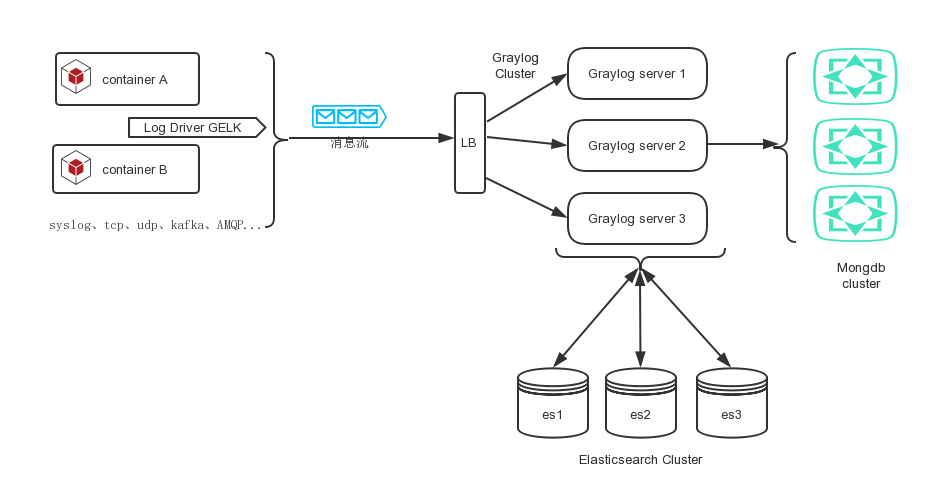 container A
Log Driver GELK
container B
syslog、tcp、udp、kafka、AMQP...
消息流
LB
Graylog
Cluster
Graylog server 1
Graylog server 2
Graylog server 3
Mongdb
cluster
es1
es2
es3
Elasticsearch Cluster